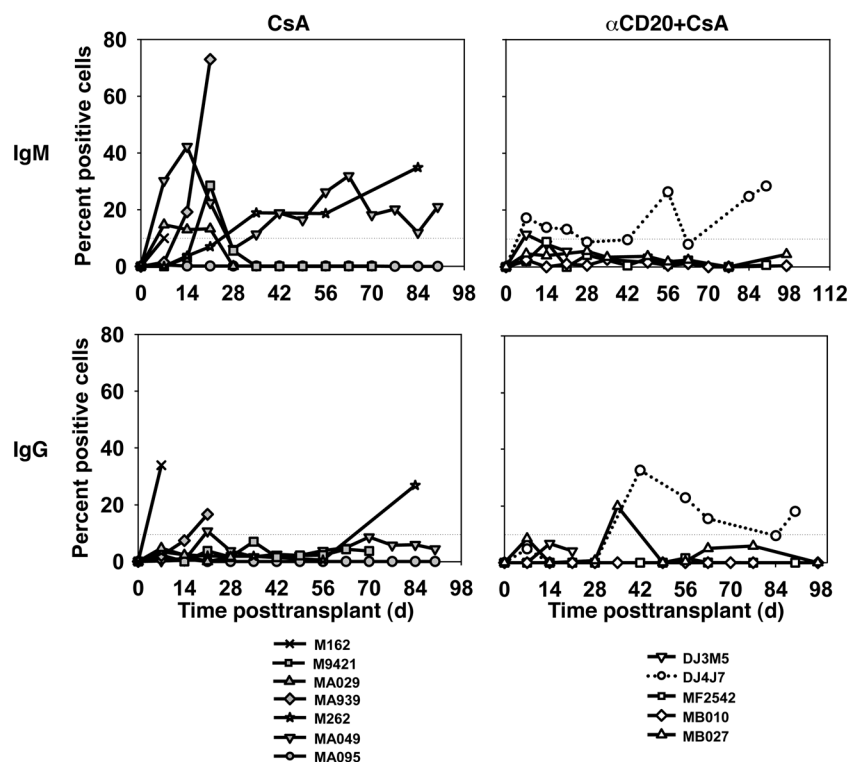 CsA
αCD20+CsA
IgM
Percent positive cells
80
60
40
20
0
0 14 28 42 56 70 84 98
0 14 28 42 56 70 84 98 112
IgG
Percent positive cells
80
60
40
20
0
0 14 28 42 56 70 84 98
0 14 28 42 56 70 84 98
Time posttransplant (d)
Time posttransplant (d)
M162
M9421
MA029
MA939
M262
MA049
MA095
DJ3M5
DJ4J7
MF2542
MB010
MB027